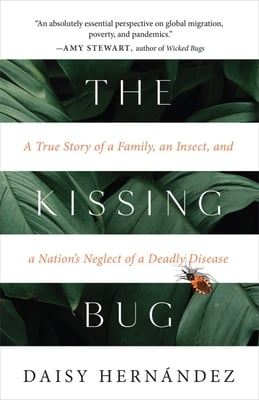 "An absolutely essential perspective on global migration,
poverty, and pandemics."
—AMY STEWART, author of Wicked Bugs
THE
A True Story of a Family, an Insect, and
KISSING
a Nation's Neglect of a Deadly Disease
BUG
DAISY HERNÁNDEZ